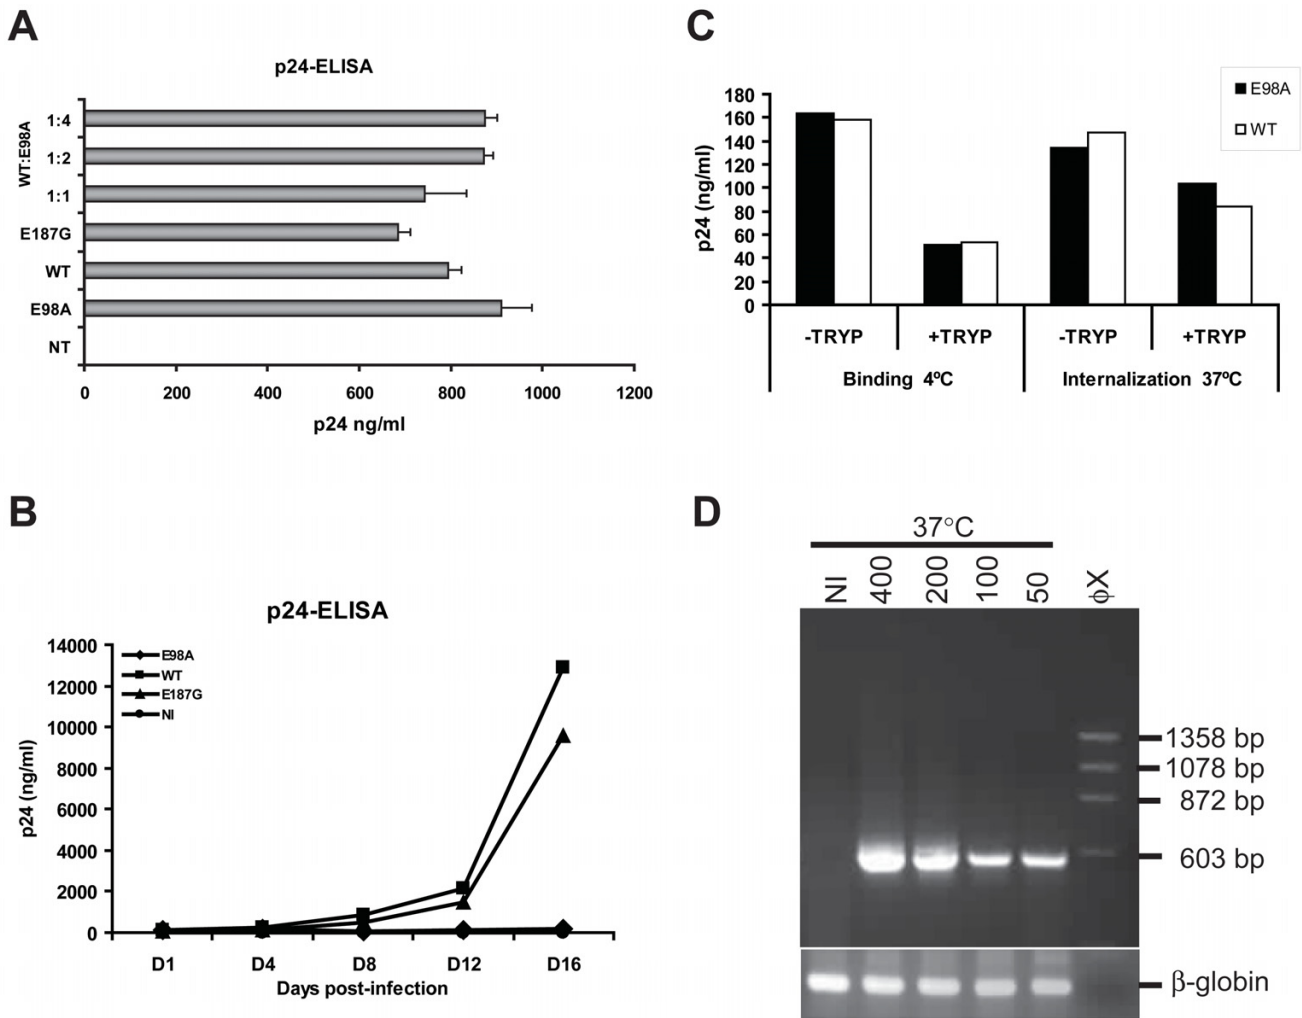 A
p24-ELISA
WT:E98A
1:4
1:2
1:1
E187G
WT
E98A
NT
0 200 400 600 800 1000 1200
p24 ng/ml
B
p24-ELISA
14000
12000
10000
8000
6000
4000
2000
0
p24 (ng/ml)
E98A
WT
E187G
NI
D1 D4 D8 D12 D16
Days post-infection
C
E98A
WT
180
160
140
120
100
80
60
40
20
0
p24 (ng/ml)
-TRYP +TRYP -TRYP +TRYP
Binding 4ºC Internalization 37ºC
D
37°C
NI 400 200 100 50 ϕX
1358 bp
1078 bp
872 bp
603 bp
β-globin